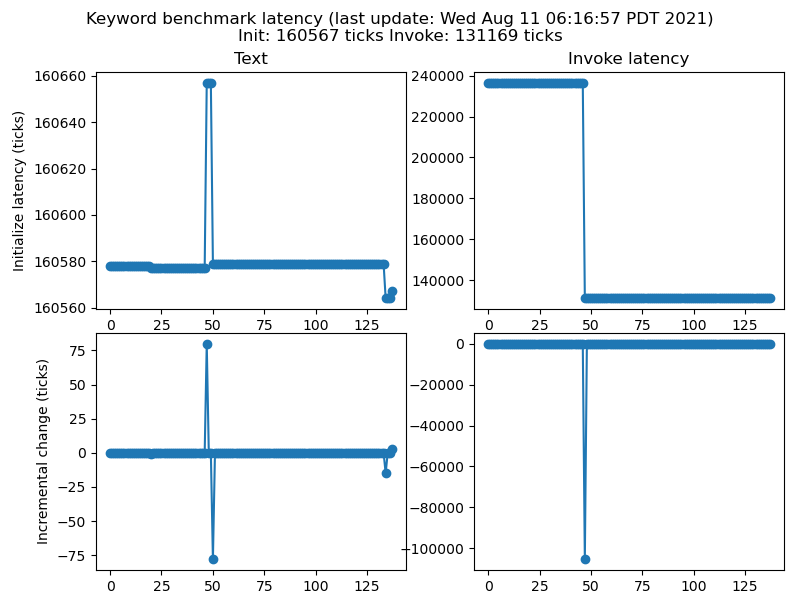 Keyword benchmark latency (last update: Wed Aug 11 06:16:57 PDT 2021)
Init: 160567 ticks Invoke: 131169 ticks
Text
Initialize latency (ticks)
160660
160640
160620
160600
160580
160560
0 25 50 75 100 125
Invoke latency
240000
220000
200000
180000
160000
140000
0 25 50 75 100 125
Incremental change (ticks)
75
50
25
0
−25
−50
−75
0 25 50 75 100 125
0
−20000
−40000
−60000
−80000
−100000
0 25 50 75 100 125